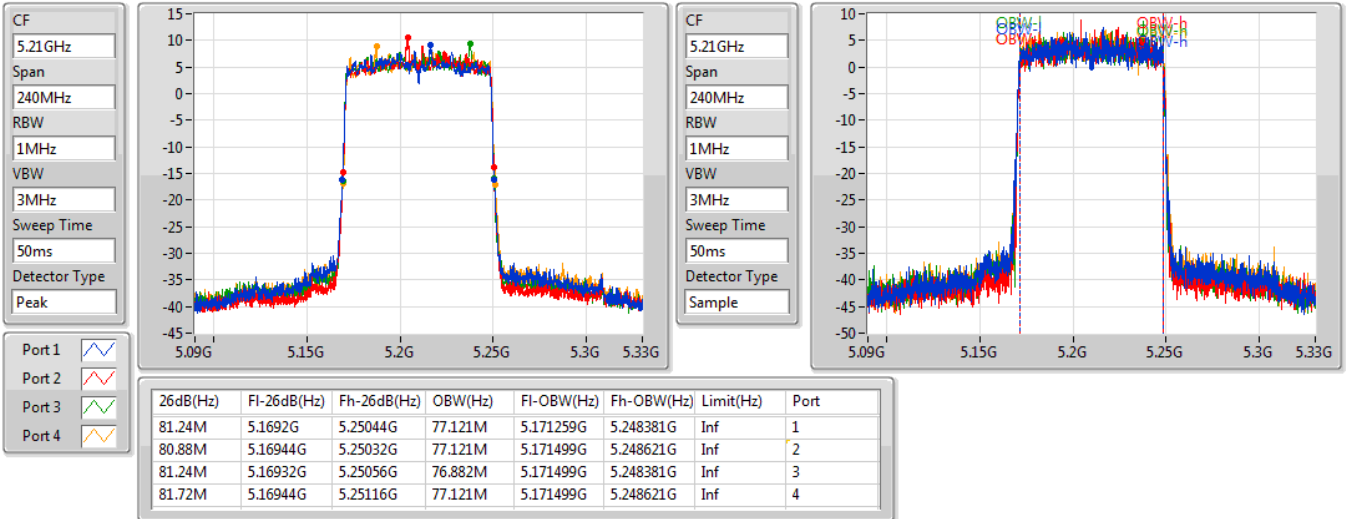 CF
5.21GHz
Span
240MHz
RBW
1MHz
VBW
3MHz
Sweep Time
50ms
Detector Type
Peak
15
10
5
0
-5
-10
-15
-20
-25
-30
-35
-40
-45
5.09G 5.15G 5.2G 5.25G 5.3G 5.33G
CF
5.21GHz
Span
240MHz
RBW
1MHz
VBW
3MHz
Sweep Time
50ms
Detector Type
Sample
10
5
0
-5
-10
-15
-20
-25
-30
-35
-40
-45
-50
OBW-l OBW-h
OBW-h
5.09G 5.15G 5.2G 5.25G 5.3G 5.33G
Port 1
Port 2
Port 3
Port 4
26dB(Hz) Fl-26dB(Hz) Fh-26dB(Hz) OBW(Hz) Fl-OBW(Hz) Fh-OBW(Hz) Limit(Hz) Port
81.24M 5.1692G 5.25044G 77.121M 5.171259G 5.248381G Inf 1
80.88M 5.16944G 5.25032G 77.121M 5.171499G 5.248621G Inf 2
81.24M 5.16932G 5.25056G 76.882M 5.171499G 5.248381G Inf 3
81.72M 5.16944G 5.25116G 77.121M 5.171499G 5.248621G Inf 4